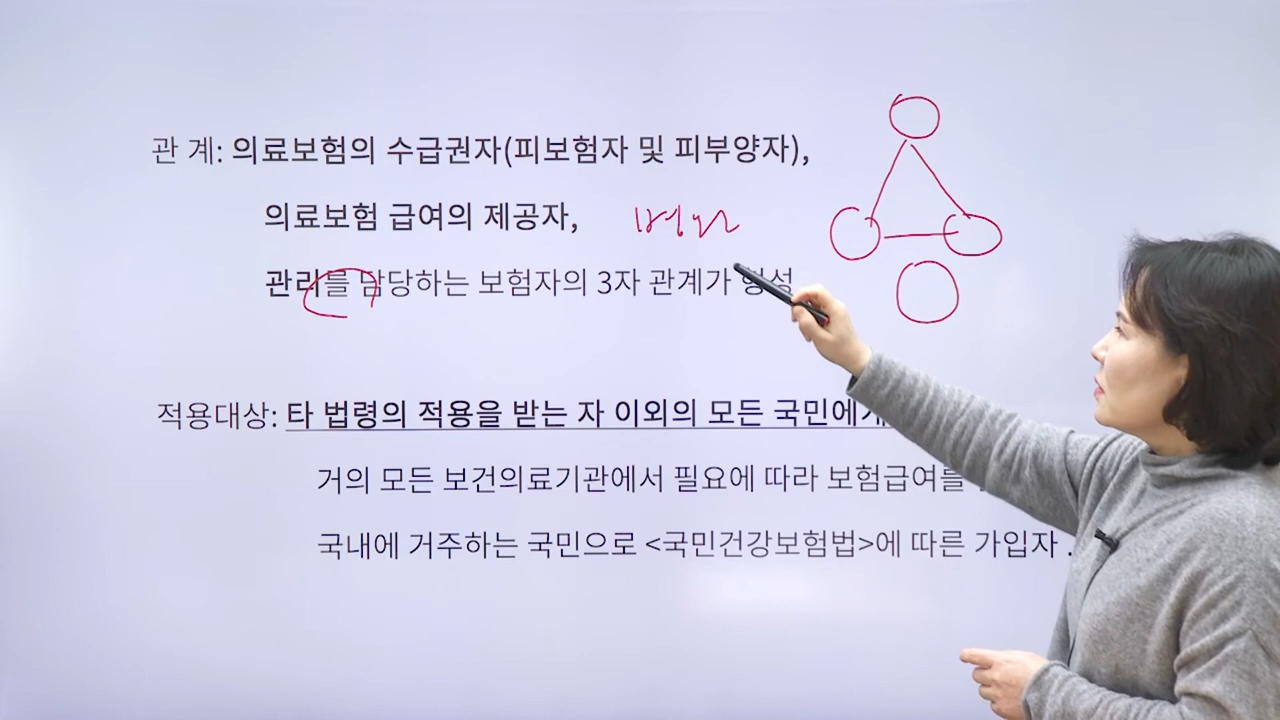 관 계: 의료보험의 수급권자(피보험자 및 피부양자),
의료보험 급여의 제공자, 병원
관리를 담당하는 보험자의 3자 관계가 형성
적용대상: 타 법령의 적용을 받는 자 이외의 모든 국민에게
거의 모든 보건의료기관에서 필요에 따라 보험급여를
국내에 거주하는 국민으로 <국민건강보험법>에 따른 가입자 .